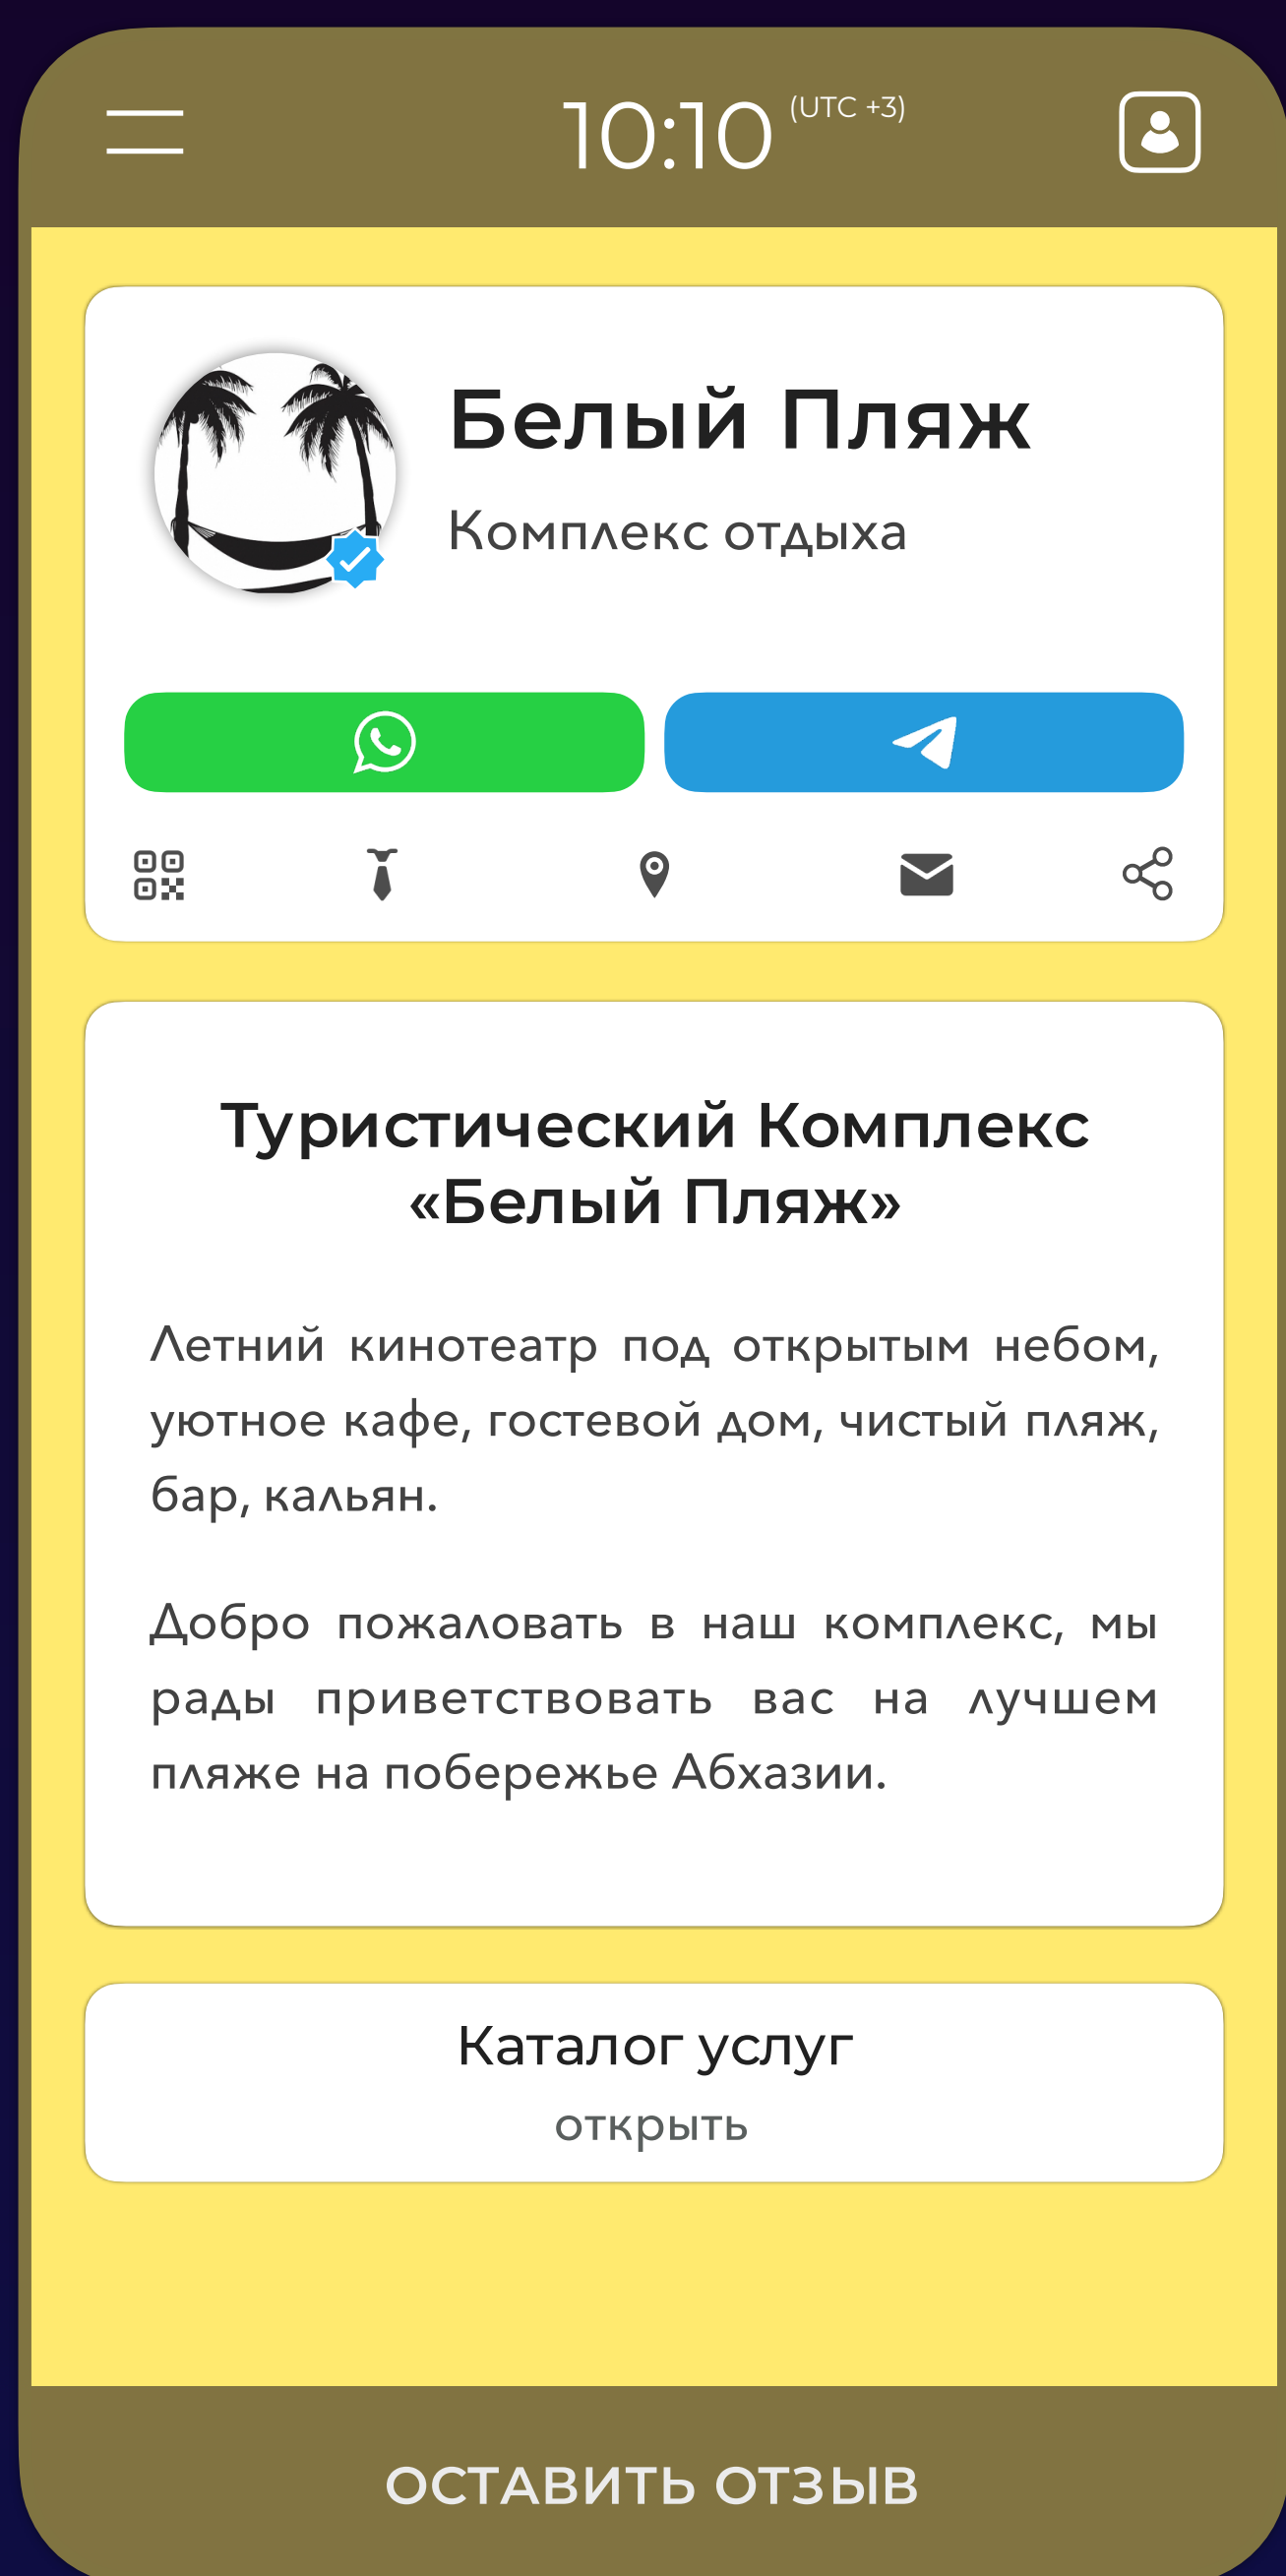 10:10 (UTC +3)
Белый Пляж
Комплекс отдыха
Туристический Комплекс
«Белый Пляж»
Летний кинотеатр под открытым небом,
уютное кафе, гостевой дом, чистый пляж,
бар, кальян.
Добро пожаловать в наш комплекс, мы
рады приветствовать вас на лучшем
пляже на побережье Абхазии.
Каталог услуг
открыть
ОСТАВИТЬ ОТЗЫВ